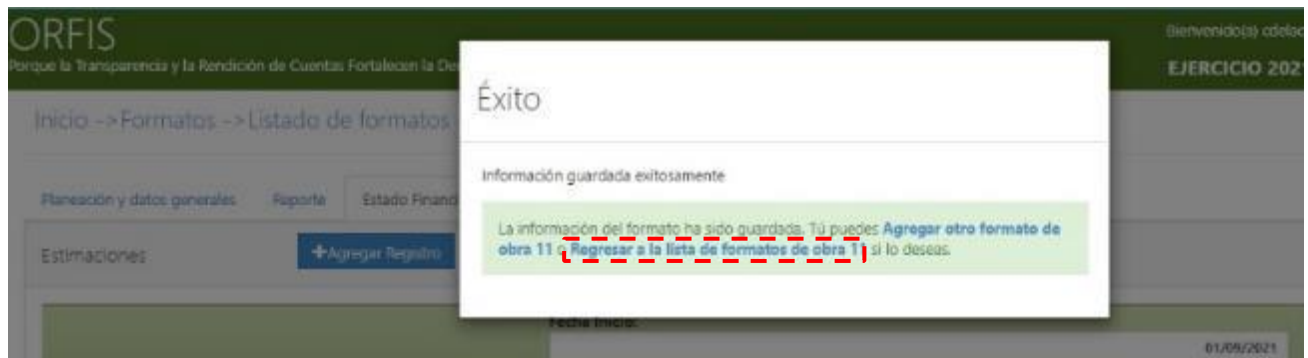 ORFIS
Porque la Transparencia y la Rendición de Cuentas Fortalecen la
Bienvenido(a)
EJERCICIO 2021
Inicio ->Formatos ->Listado de formatos
Éxito
Información guardada exitosamente
La información del formato ha sido guardada. Tú puedes Agregar otro formato de
obra 11 o Regresar a la lista de formatos de obra 11 si lo deseas.
Planeación y datos generales Reporte Estado
Estimaciones +Agregar Registro
Fecha Inicio:
01/09/2021